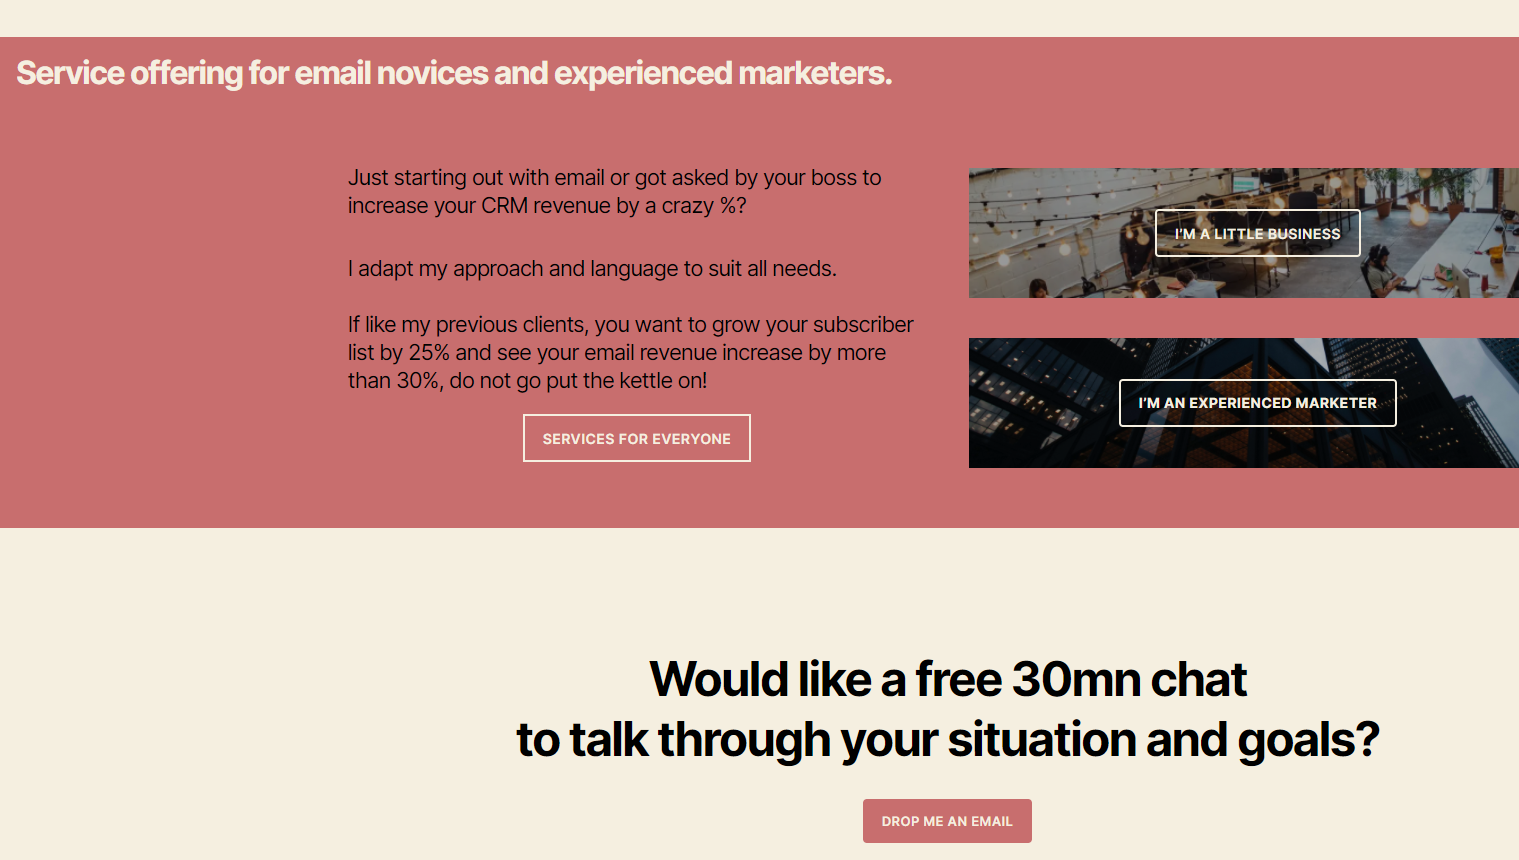 Service offering for email novices and experienced marketers.
Just starting out with email or got asked by your boss to
increase your CRM revenue by a crazy %?
I adapt my approach and language to suit all needs.
If like my previous clients, you want to grow your subscriber
list by 25% and see your email revenue increase by more
than 30%, do not go put the kettle on!
SERVICES FOR EVERYONE
I'M A LITTLE BUSINESS
I'M AN EXPERIENCED MARKETER
Would like a free 30mn chat
to talk through your situation and goals?
DROP ME AN EMAIL